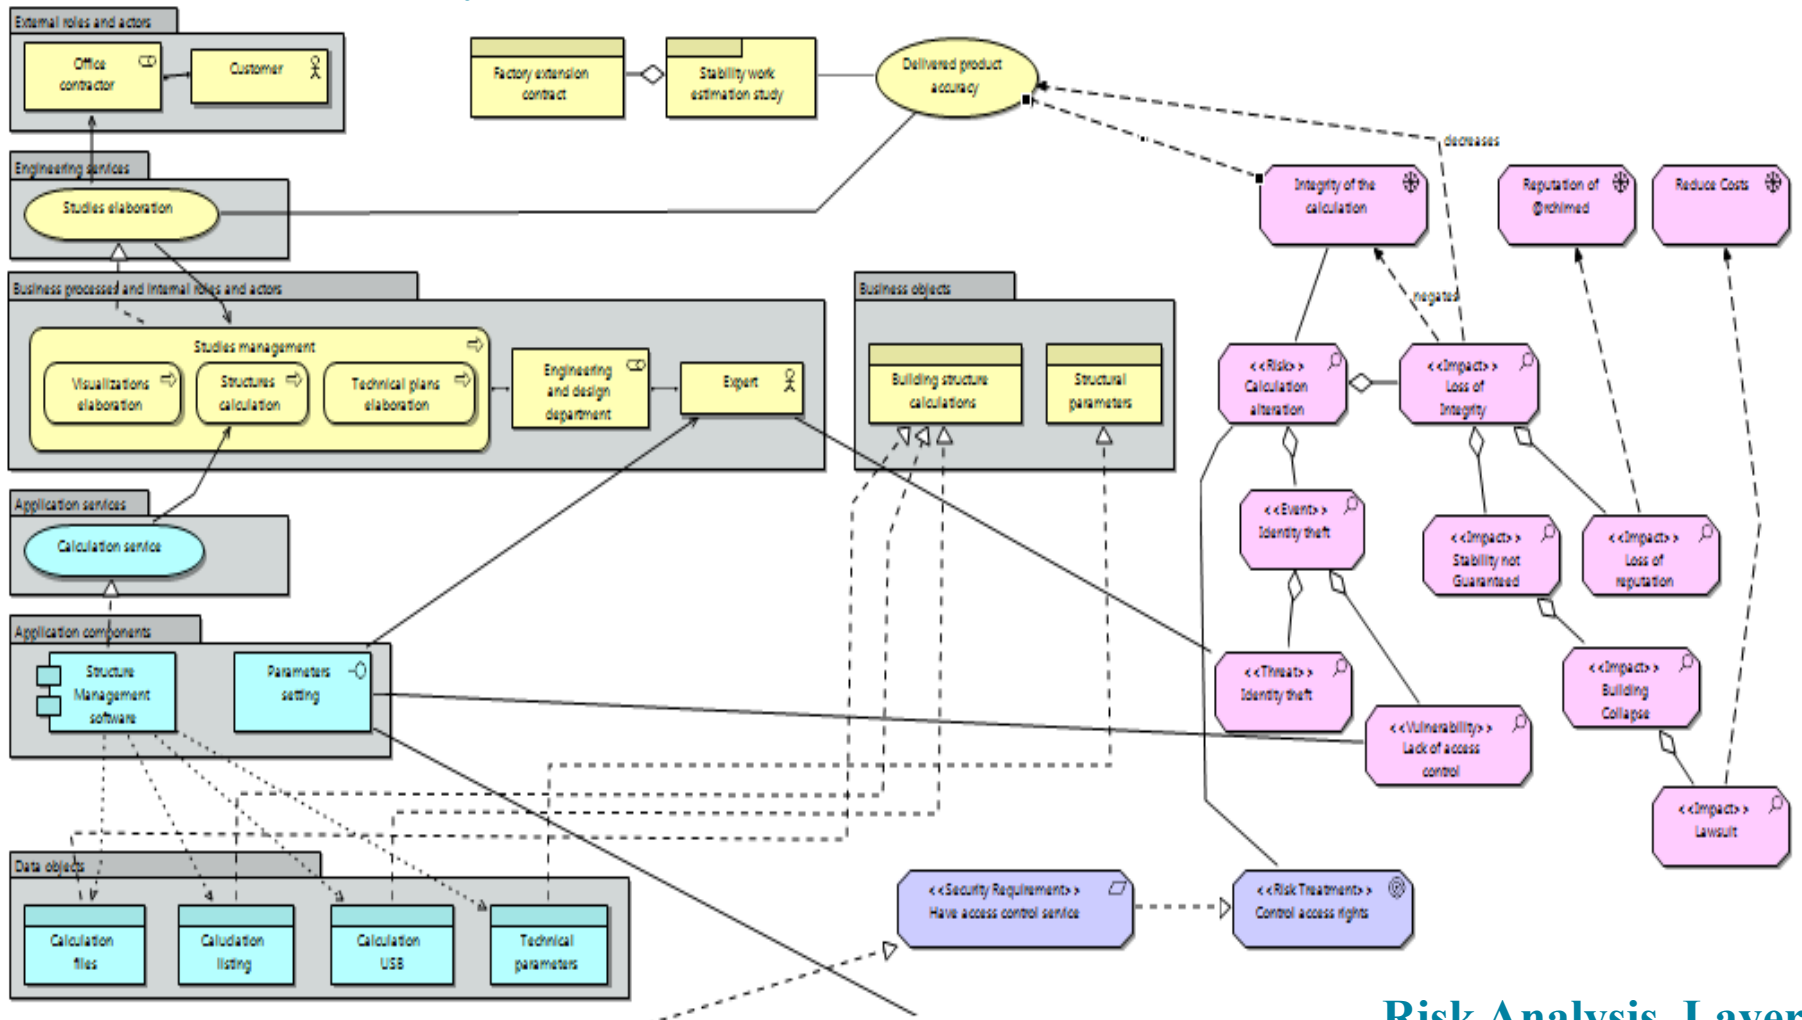 External roles and actors
Office
contractor
Customer
Factory extension
contract
Stability work
estimation study
Delivered product
accuracy
decreases
Engineering services
Studies elaboration
Integrity of the
calculation
Reputation of
@rchimed
Reduce Costs
negates
Business processes and internal roles and actors
Studies management
Visualizations
elaboration
Structures
calculation
Technical plans
elaboration
Engineering
and design
department
Expert
Business objects
Building structure
calculations
Structural
parameters
<<Risk>>
Calculation
alteration
<<Impact>>
Loss of
Integrity
Application services
Calculation service
<<Event>>
Identity theft
<<Impact>>
Stability not
Guaranteed
<<Impact>>
Loss of
reputation
Application components
Structure
Management
software
Parameters
setting
<<Threat>>
Identity theft
<<Vulnerability>>
Lack of access
control
<<Impact>>
Building
Collapse
<<Impact>>
Lawsuit
Data objects
Calculation
files
Caluclation
listing
Calculation
USB
Technical
parameters
<<Security Requirement>>
Have access control service
<<Risk Treatment>>
Control access rights
Risk Analysis Layer